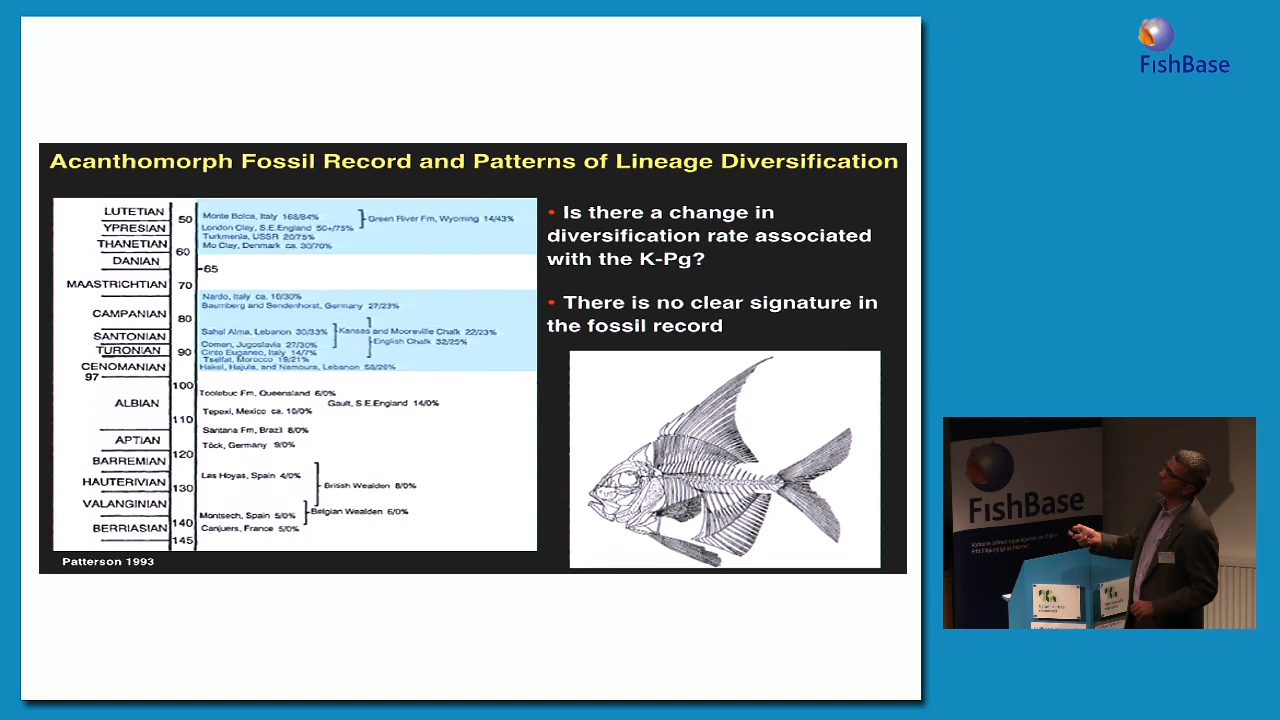 FishBase
Acanthomorph Fossil Record and Patterns of Lineage Diversification
LUTETIAN
YPRESIAN
THANETIAN
DANIAN
MAASTRICHTIAN
CAMPANIAN
SANTONIAN
TURONIAN
CENOMANIAN
97
ALBIAN
APTIAN
BARREMIAN
HAUTERIVIAN
VALANGINIAN
BERRIASIAN
50
60
65
70
80
90
100
110
120
130
140
145
Monte Bolca, Italy 168/84%
Green River Fm, Wyoming 14/43%
London Clay, S.E.England 50+/75%
Turkmenia, USSR 20/75%
Mo Clay, Denmark ca. 30/70%
Nardo, Italy ca. 10/30%
Baumberg and Sendenhorst, Germany 27/23%
Sahel Alma, Lebanon 30/33%
Kansas and Mooreville Chalk 22/23%
English Chalk 32/25%
Comen, Jugoslavia 27/30%
Cinto Euganeo, Italy 14/7%
Tselfat, Morocco 19/21%
Hakel, Hajula, and Namoura, Lebanon 58/26%
Toolebuc Fm, Queensland 6/0%
Gault, S.E.England 14/0%
Tepexi, Mexico ca. 10/0%
Santana Fm, Brazil 8/0%
Töck, Germany 9/0%
Las Hoyas, Spain 4/0%
British Wealden 8/0%
Belgian Wealden 6/0%
Montsech, Spain 5/0%
Canjuers, France 5/0%
Patterson 1993
• Is there a change in
diversification rate associated
with the K-Pg?
• There is no clear signature in
the fossil record
FishBase